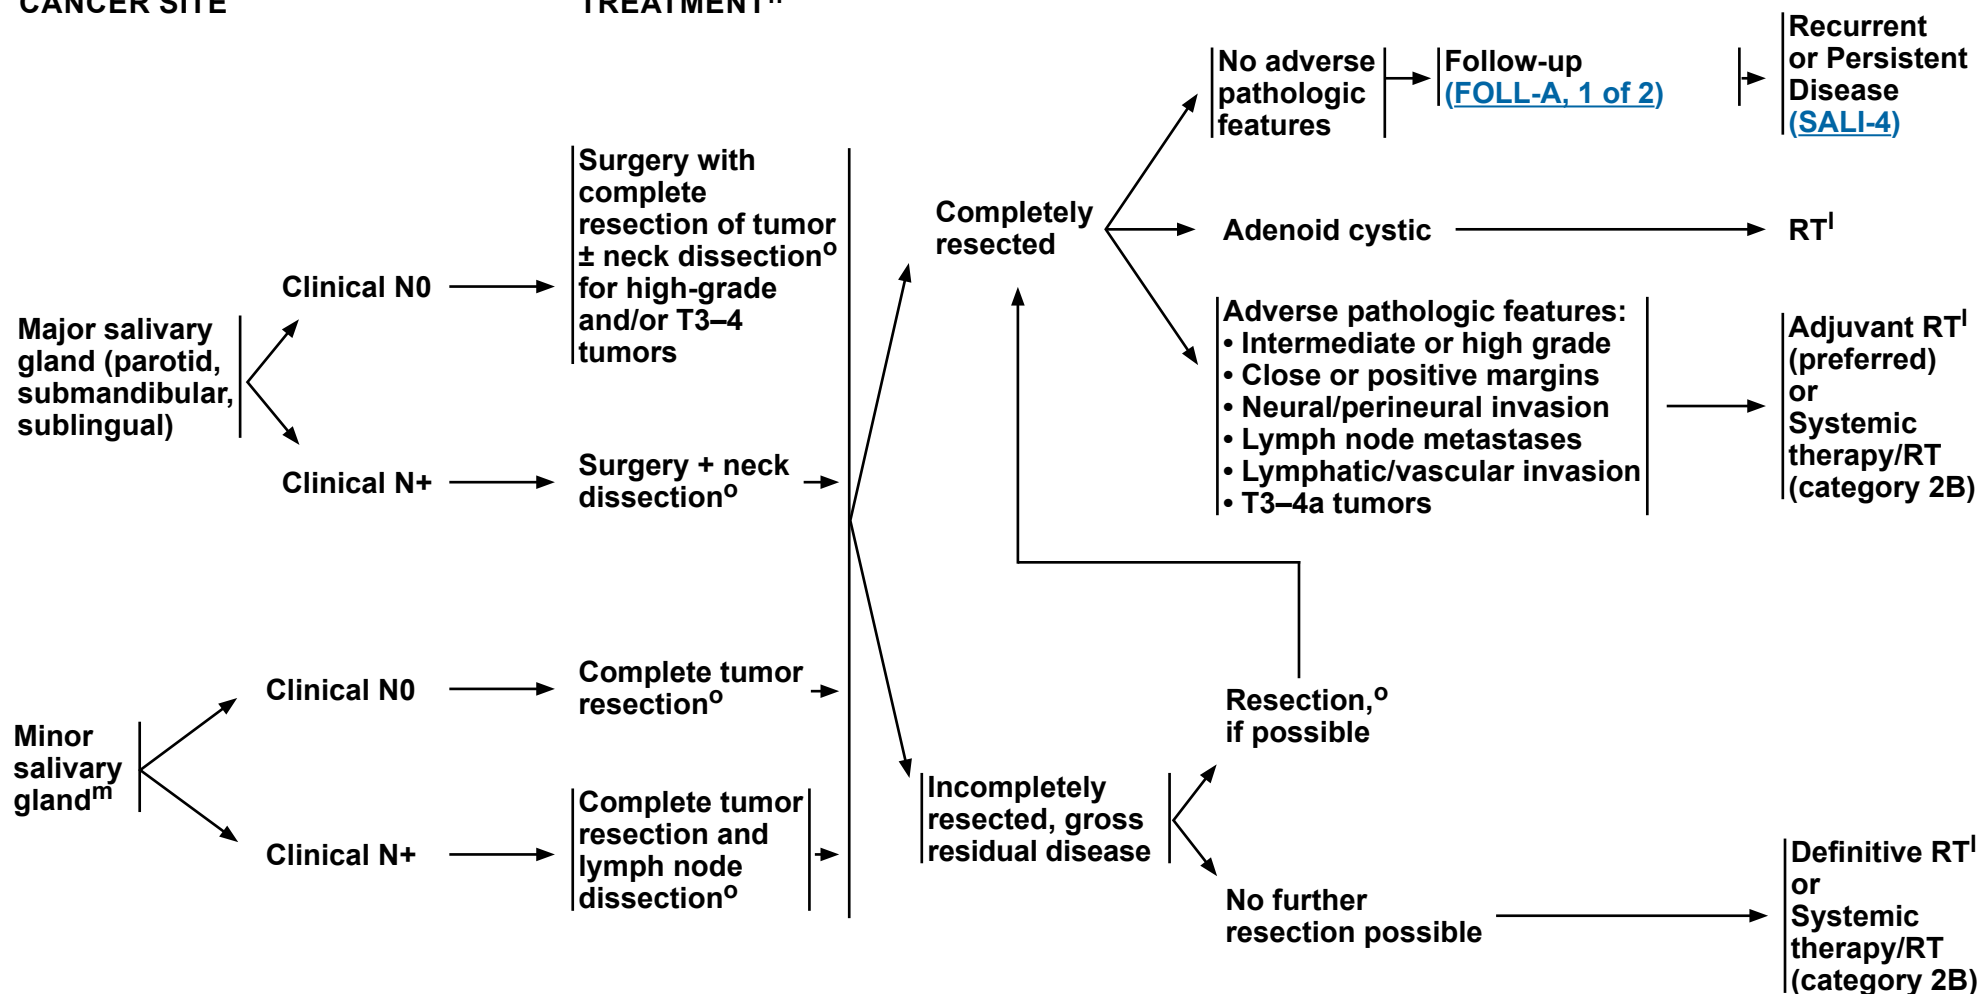 CANCER SITE
TREATMENTⁿ
Major salivary
gland (parotid,
submandibular,
sublingual)
Clinical N0
Clinical N+
Surgery with
complete
resection of tumor
± neck dissectionᵒ
for high-grade
and/or T3–4
tumors
Surgery + neck
dissectionᵒ
Minor
salivary
glandᵐ
Clinical N0
Clinical N+
Complete tumor
resectionᵒ
Complete tumor
resection and
lymph node
dissectionᵒ
Completely
resected
Incompletely
resected, gross
residual disease
No adverse
pathologic
features
Follow-up
(FOLL-A, 1 of 2)
Recurrent
or Persistent
Disease
(SALI-4)
Adenoid cystic
RTˡ
Adverse pathologic features:
• Intermediate or high grade
• Close or positive margins
• Neural/perineural invasion
• Lymph node metastases
• Lymphatic/vascular invasion
• T3–4a tumors
Adjuvant RTˡ
(preferred)
or
Systemic
therapy/RT
(category 2B)
Resection,ᵒ
if possible
No further
resection possible
Definitive RTˡ
or
Systemic
therapy/RT
(category 2B)